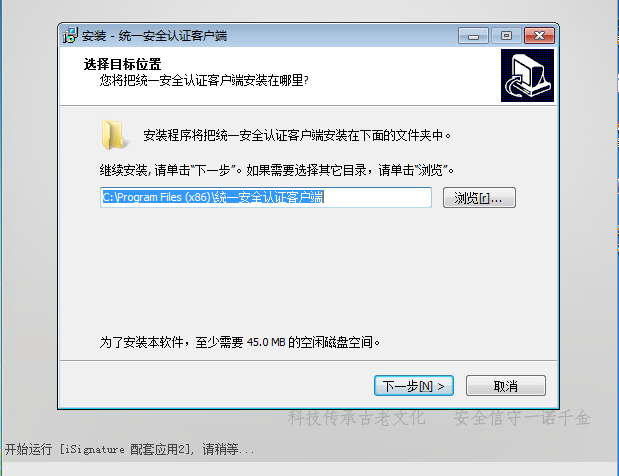 安装 - 统一安全认证客户端
选择目标位置
您将把统一安全认证客户端安装在哪里?
安装程序将把统一安全认证客户端安装在下面的文件夹中。
继续安装, 请单击“下一步”。如果需要选择其它目录，请单击“浏览”。
C:\Program Files (x86)\统一安全认证客户端
浏览[r]...
为了安装本软件，至少需要 45.0 MB 的空闲磁盘空间。
下一步[N] >
取消
科技传承古老文化 安全信守一诺千金
开始运行 [iSignature 配套应用2], 请稍等...